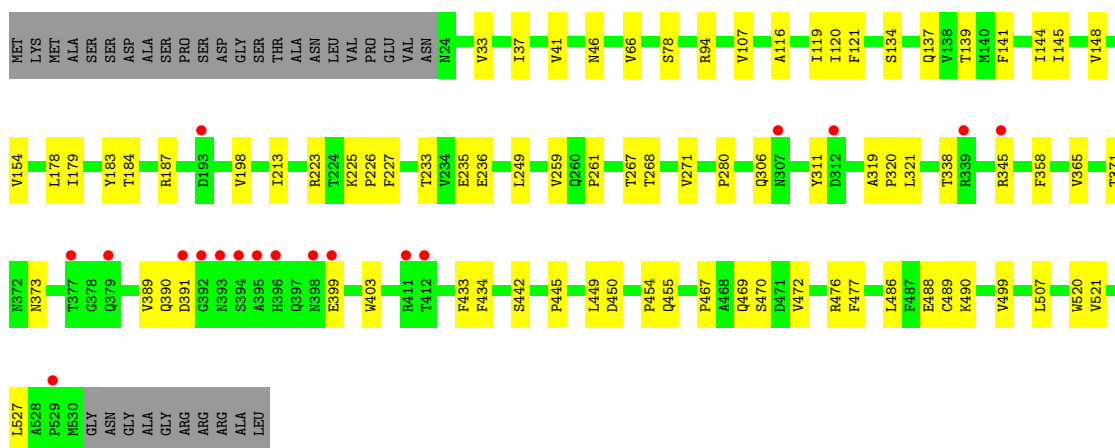 MET LYS MET ALA SER SER ASP ALA SER PRO SER ASP GLY SER THR ALA ASN LEU VAL PRO GLU VAL ASN N24 V33 I37 V41 N46 V66 S78 R94 V107 A116 I119 I120 F121 S134 Q137 V138 T139 M140 F141 I144 I145 V148
V154 L178 I179 Y183 T184 R187 D193 V198 I213 R223 T224 K225 P226 F227 T233 V234 E235 E236 L249 V259 Q260 P261 T267 T268 V271 P280 Q306 N307 Y311 D312 A319 P320 L321 T338 R339 R345 F358 V365 T371
N372 N373 T377 G378 Q379 V389 Q390 D391 G392 N393 S394 A395 H396 Q397 N398 E399 W403 R411 T412 F433 F434 S442 P445 L449 D450 P454 Q455 P467 A468 Q469 S470 D471 V472 R476 F477 L486 F487 E488 C489 K490 V499 L507 W520 V521
L527 A528 P529 M530 GLY ASN GLY ALA GLY ARG ARG ARG ALA LEU